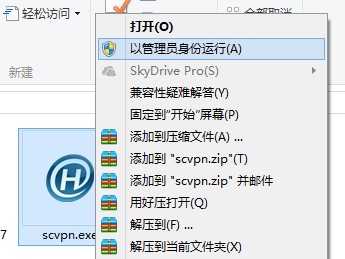 轻松访问
全部取消
新建
打开(O)
以管理员身份运行(A)
SkyDrive Pro(S)
兼容性疑难解答(Y)
固定到“开始”屏幕(P)
添加到压缩文件(A) ...
添加到 "scvpn.zip"(T)
添加到 "scvpn.zip" 并邮件
用好压打开(Q)
解压到(F) ...
解压到当前文件夹(X)
7
scvpn.exe